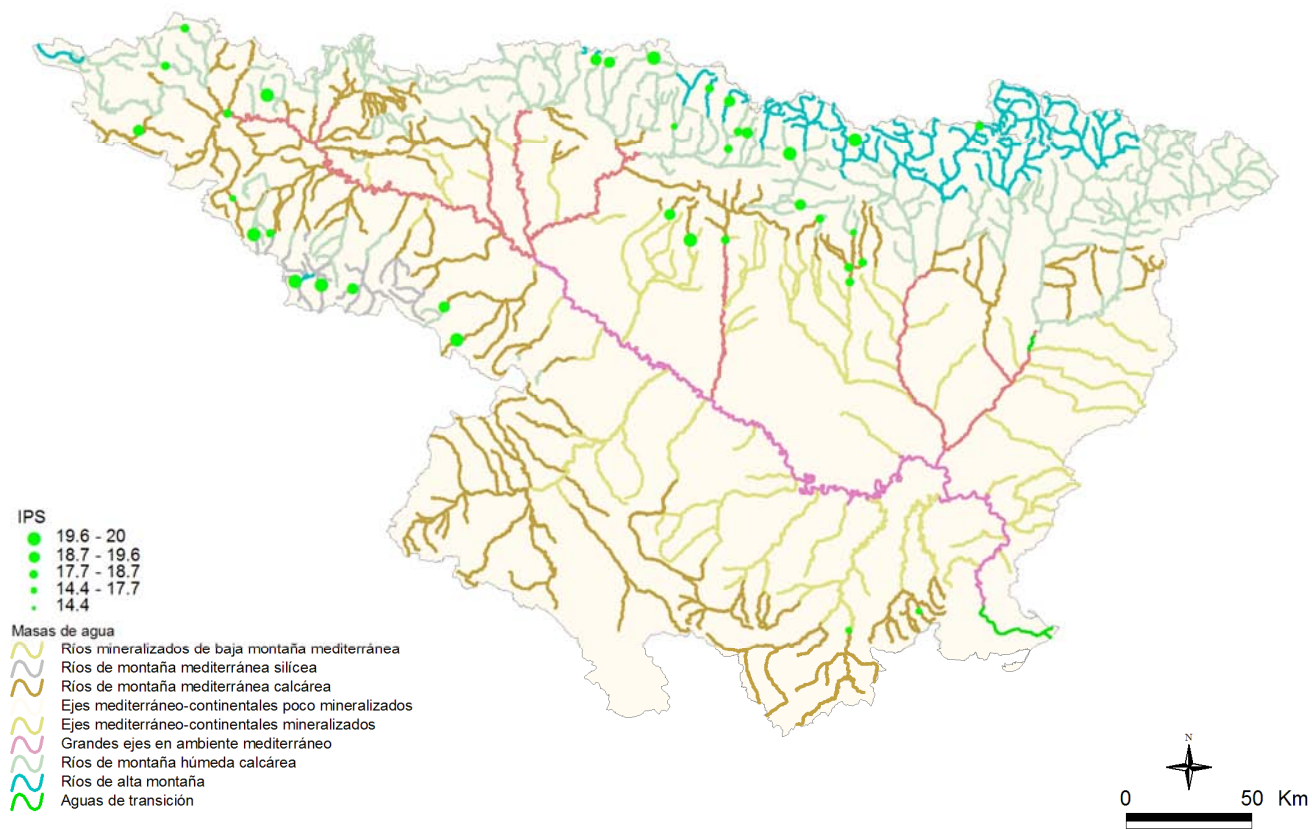 IPS
19.6 - 20
18.7 - 19.6
17.7 - 18.7
14.4 - 17.7
14.4
Masas de agua
Ríos mineralizados de baja montaña mediterránea
Ríos de montaña mediterránea silícea
Ríos de montaña mediterránea calcárea
Ejes mediterráneo-continentales poco mineralizados
Ejes mediterráneo-continentales mineralizados
Grandes ejes en ambiente mediterráneo
Ríos de montaña húmeda calcárea
Ríos de alta montaña
Aguas de transición
N
0 50 Km